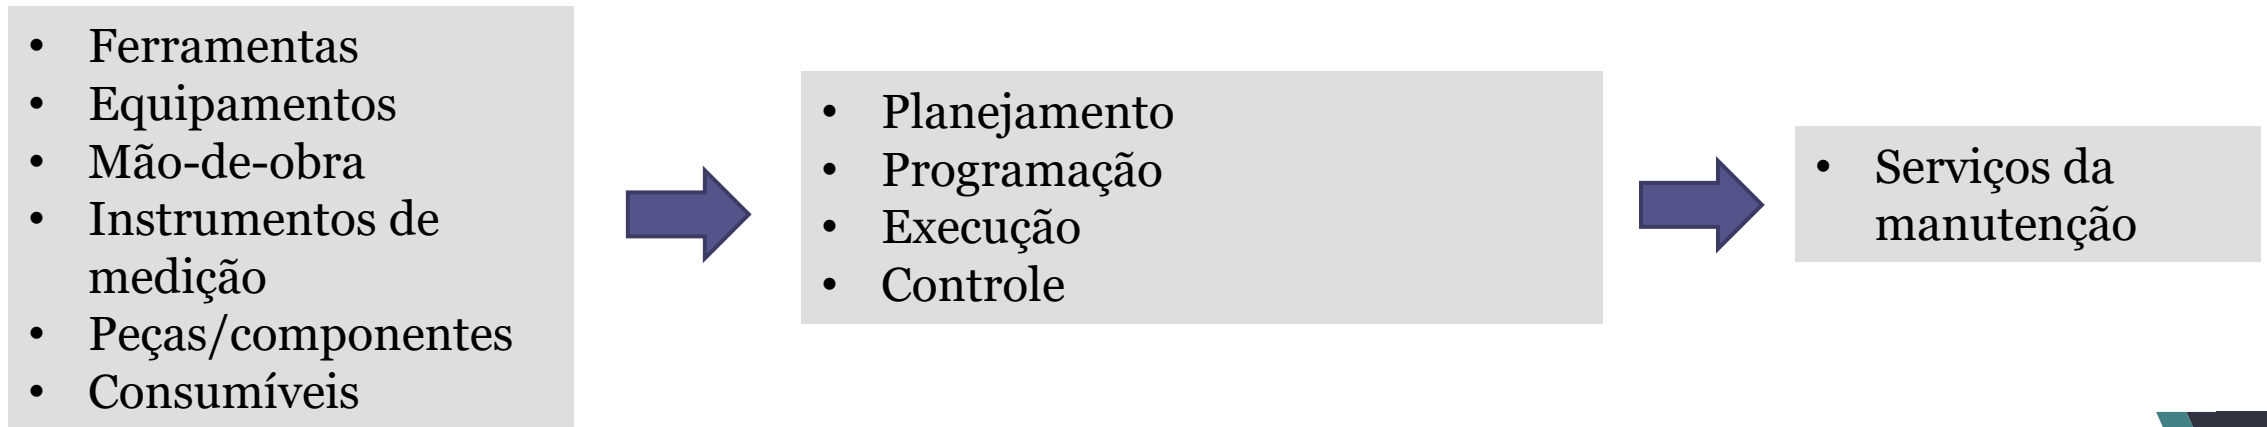 • Ferramentas
• Equipamentos
• Mão-de-obra
• Instrumentos de
medição
• Peças/componentes
• Consumíveis
• Planejamento
• Programação
• Execução
• Controle
• Serviços da
manutenção